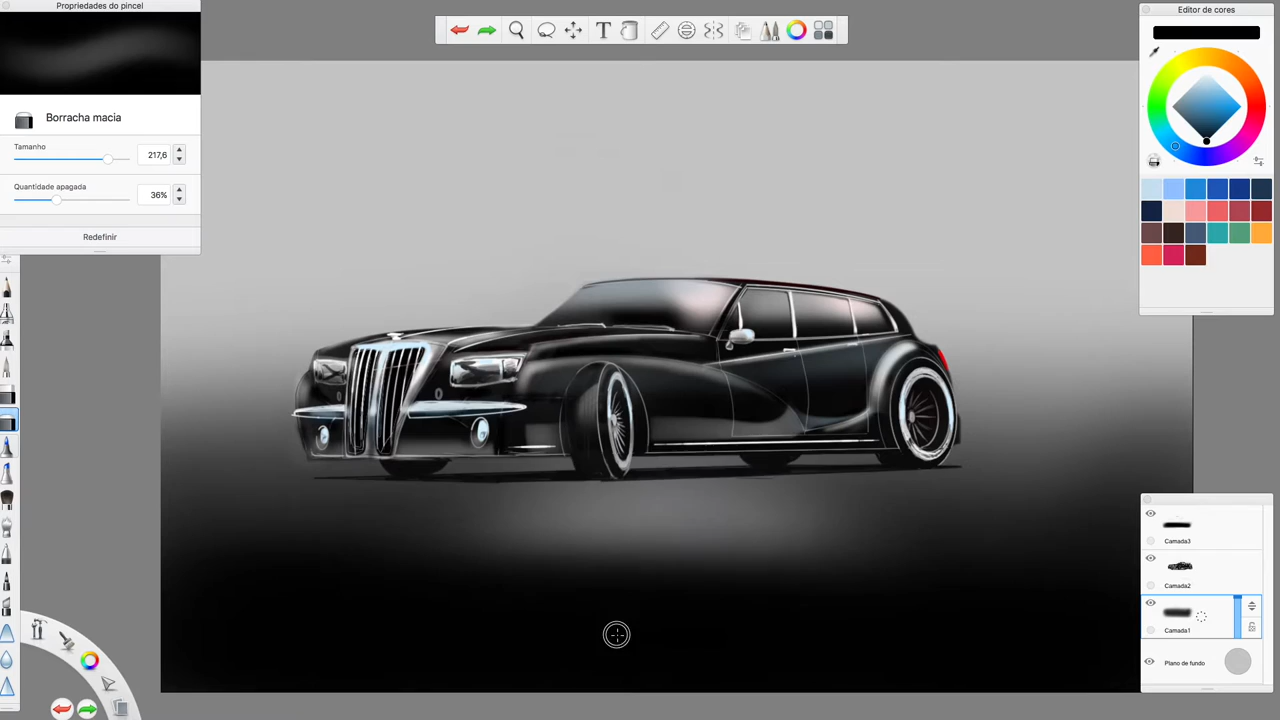 Propriedades do pincel
Borracha macia
Tamanho
217,6
Quantidade apagada
36%
Redefinir
T
Editor de cores
Camada3
Camada2
Camada1
Plano de fundo